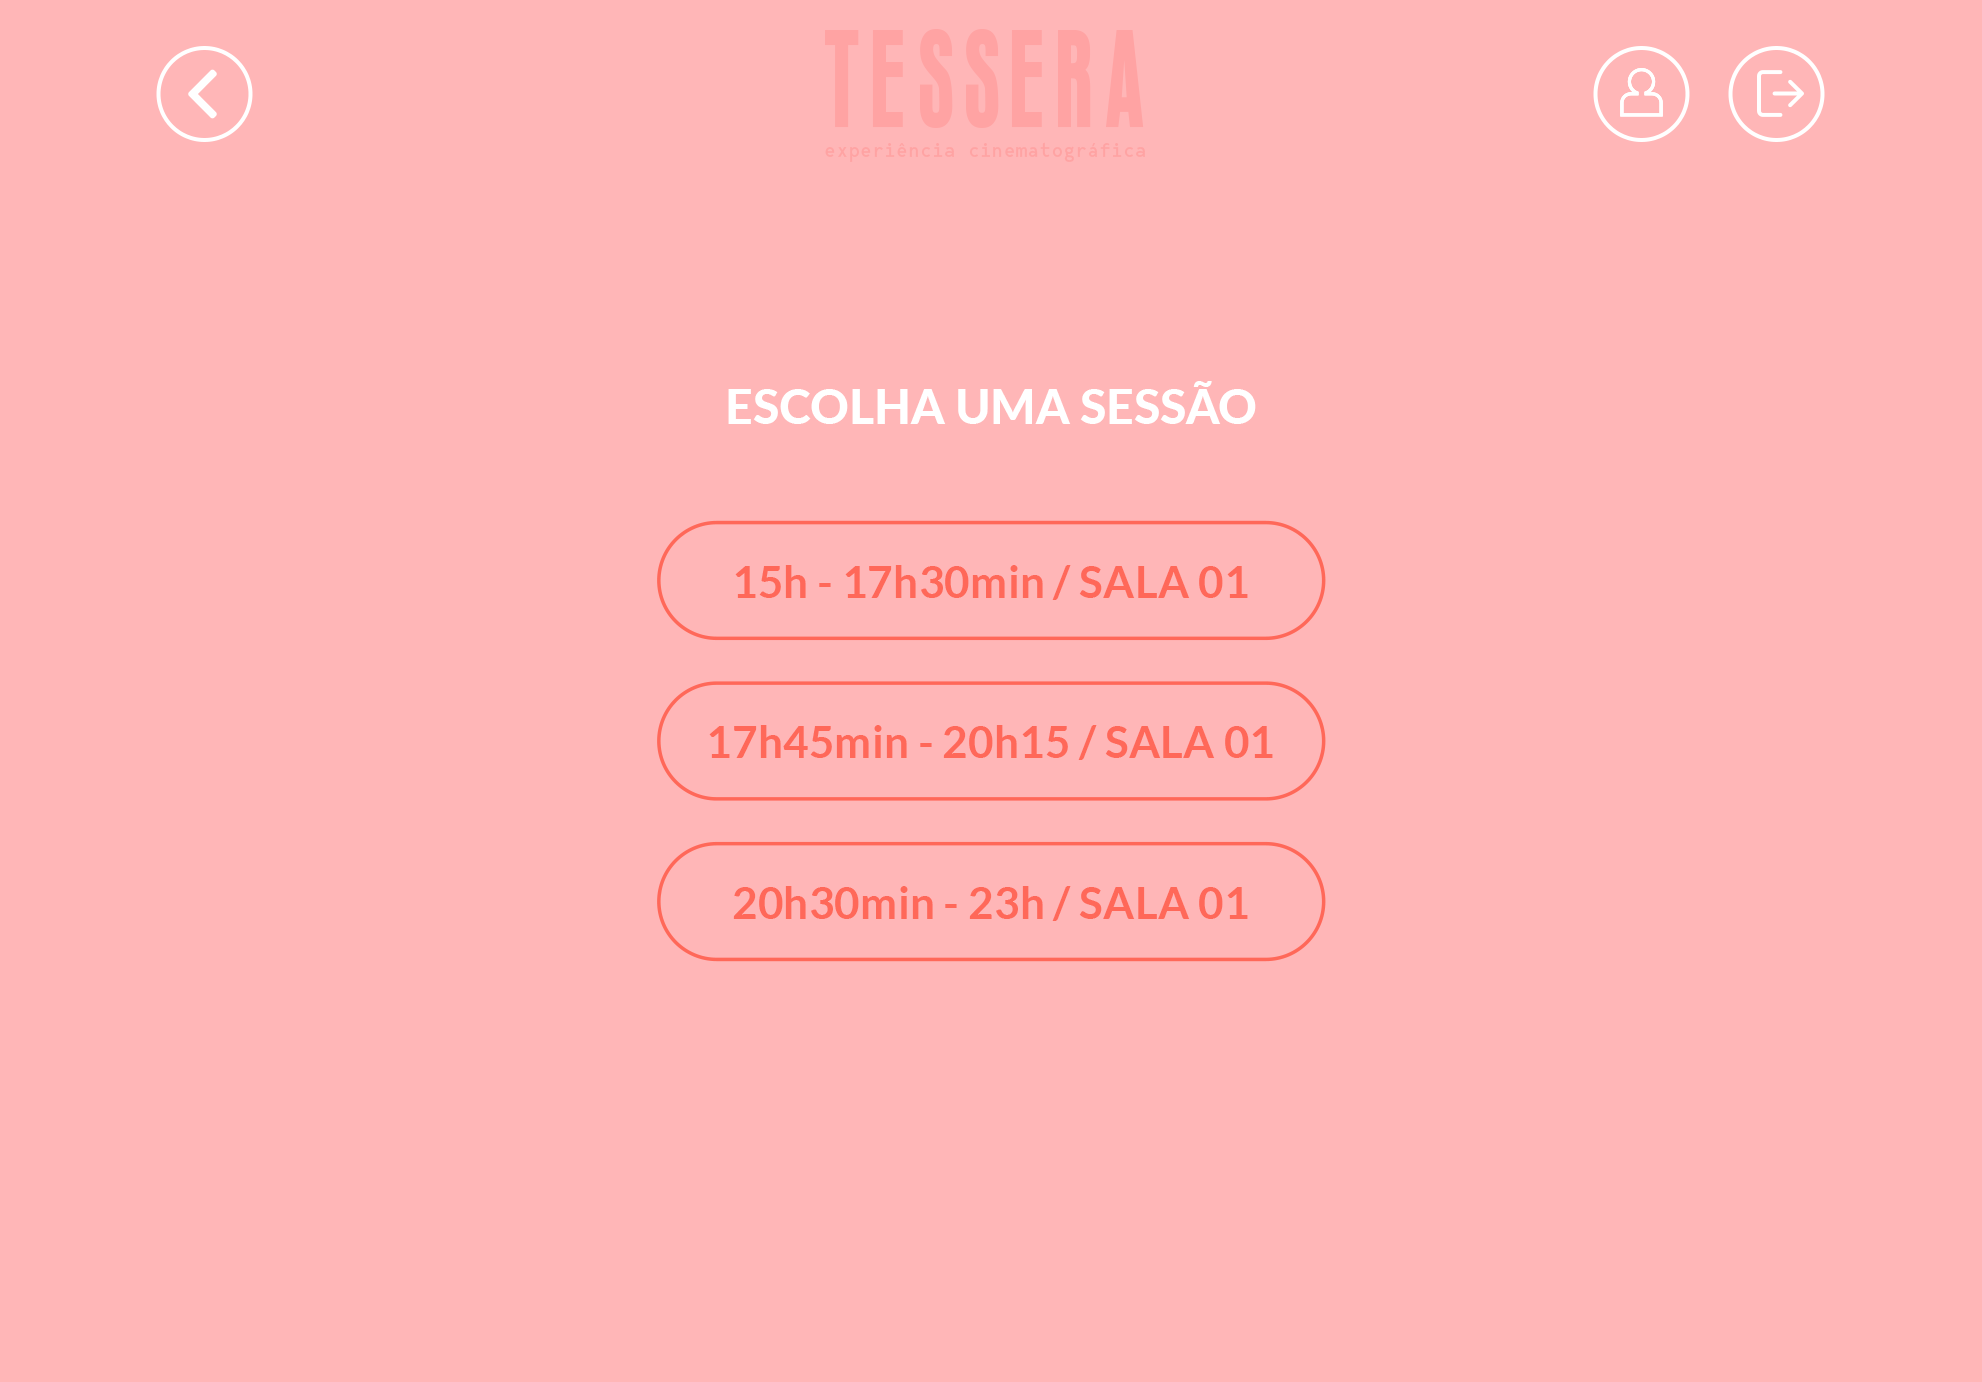 TESSERA
experiência cinematográfica
ESCOLHA UMA SESSÃO
15h - 17h30min / SALA 01
17h45min - 20h15 / SALA 01
20h30min - 23h / SALA 01